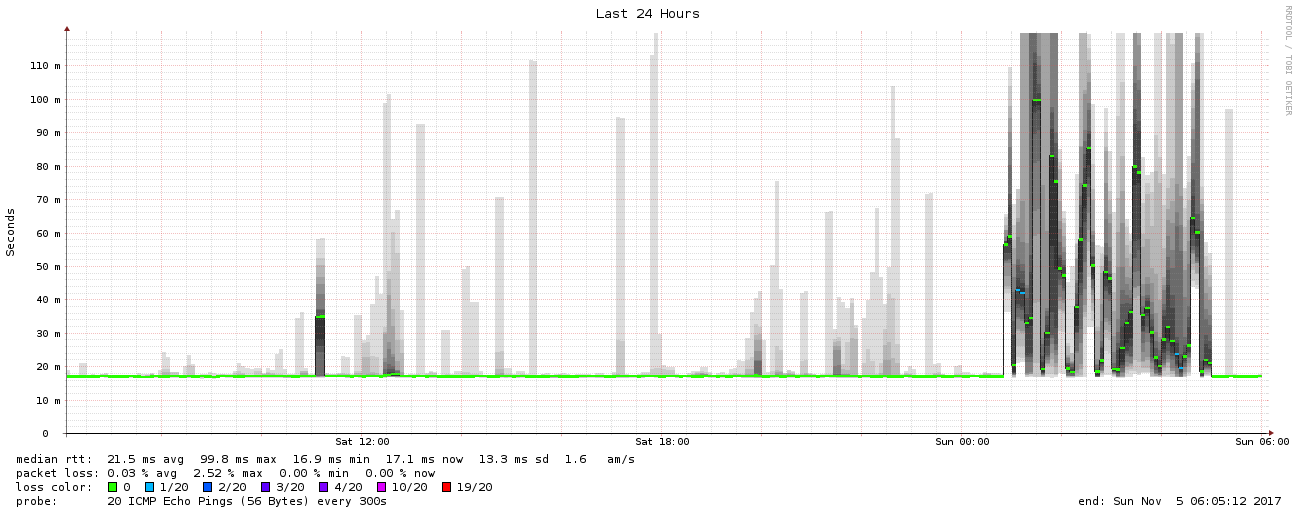 Last 24 Hours
RRDTOOL / TOBI OETIKER
Seconds
110 m
100 m
90 m
80 m
70 m
60 m
50 m
40 m
30 m
20 m
10 m
0
Sat 12:00 Sat 18:00 Sun 00:00 Sun 06:00
median rtt: 21.5 ms avg 99.8 ms max 16.9 ms min 17.1 ms now 13.3 ms sd 1.6 am/s
packet loss: 0.03 % avg 2.52 % max 0.00 % min 0.00 % now
loss color: 0 1/20 2/20 3/20 4/20 10/20 19/20
probe: 20 ICMP Echo Pings (56 Bytes) every 300s end: Sun Nov 5 06:05:12 2017